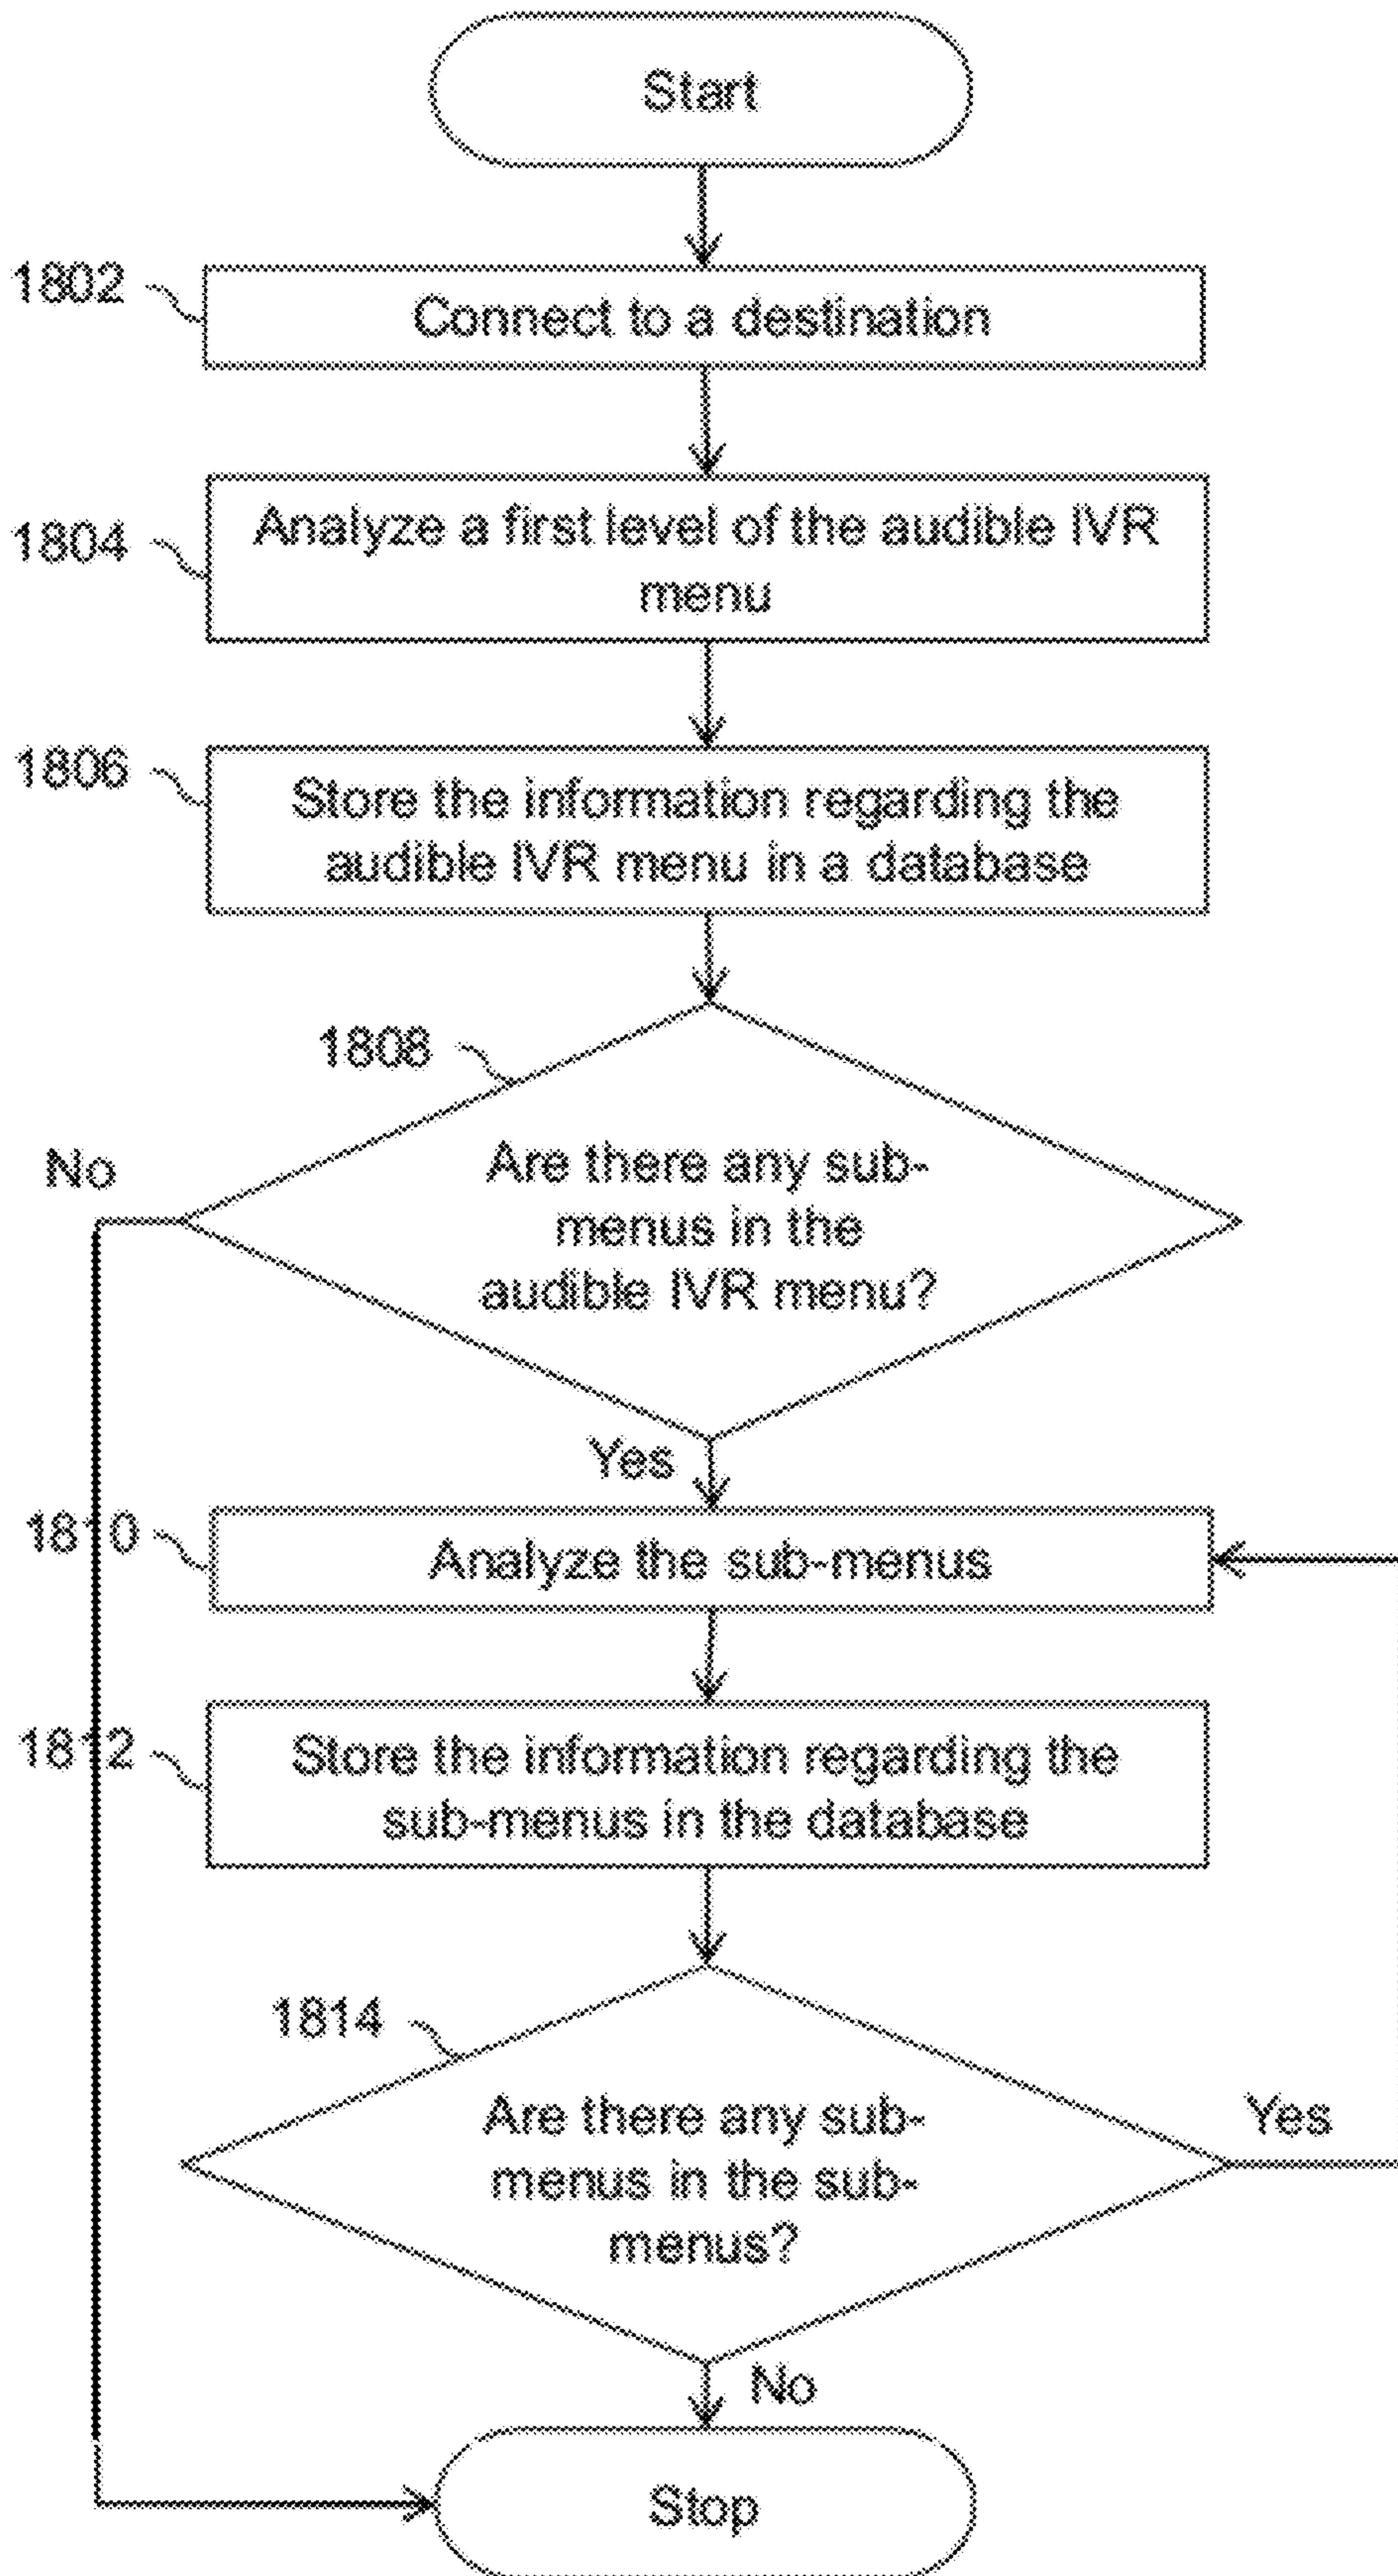 Start
1802
Connect to a destination
1804
Analyze a first level of the audible IVR
menu
1806
Store the information regarding the
audible IVR menu in a database
1808
No
Are there any sub-
menus in the
audible IVR menu?
Yes
1810
Analyze the sub-menus
1812
Store the information regarding the
sub-menus in the database
1814
Are there any sub-
menus in the sub-
menus?
Yes
No
Stop